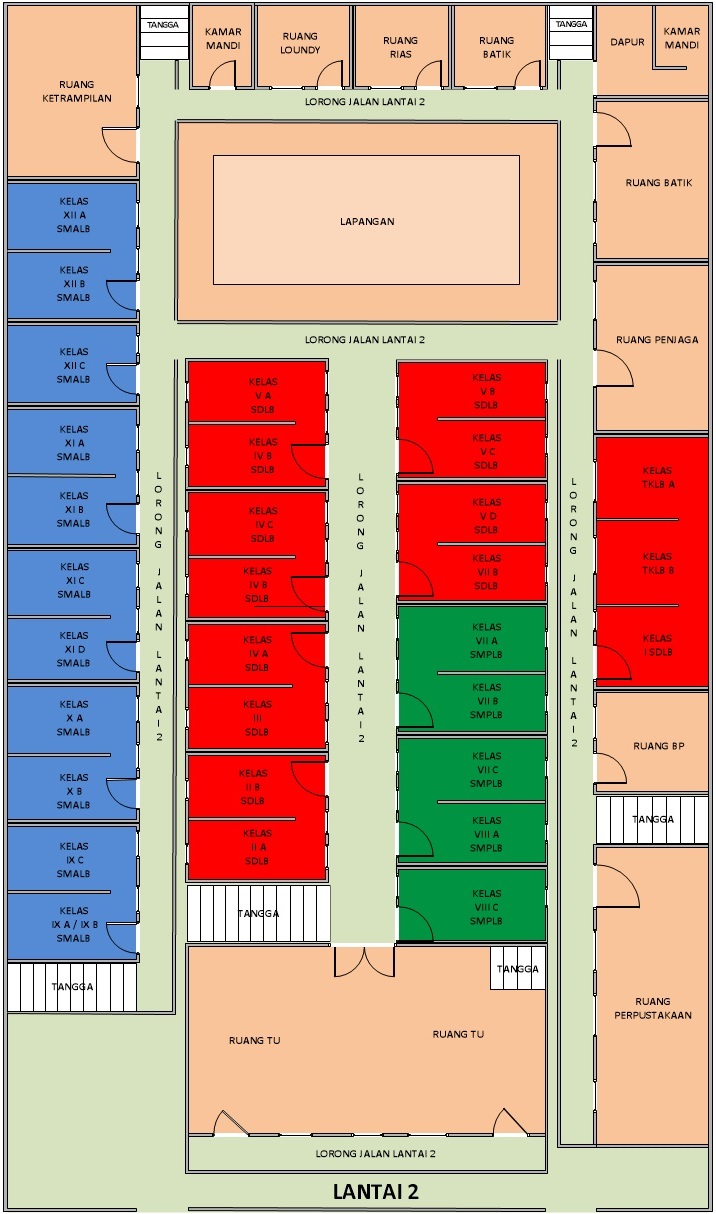 TANGGA
KAMAR
MANDI
RUANG
LOUNDY
RUANG
RIAS
RUANG
BATIK
TANGGA
DAPUR
KAMAR
MANDI
RUANG
KETRAMPILAN
LORONG JALAN LANTAI 2
RUANG BATIK
LAPANGAN
LORONG JALAN LANTAI 2
RUANG PENJAGA
KELAS
XII A
SMALB
KELAS
XII B
SMALB
KELAS
XII C
SMALB
KELAS
XI A
SMALB
KELAS
XI B
SMALB
KELAS
XI C
SMALB
KELAS
XI D
SMALB
KELAS
X A
SMALB
KELAS
X B
SMALB
KELAS
IX C
SMALB
KELAS
IX A / IX B
SMALB
TANGGA
LORONG JALAN LANTAI 2
KELAS
V A
SDLB
KELAS
IV B
SDLB
KELAS
IV C
SDLB
KELAS
IV B
SDLB
KELAS
IV A
SDLB
KELAS
III
SDLB
KELAS
II B
SDLB
KELAS
II A
SDLB
TANGGA
LORONG JALAN LANTAI 2
KELAS
V B
SDLB
KELAS
V C
SDLB
KELAS
V D
SDLB
KELAS
VII B
SDLB
KELAS
VII A
SMPLB
KELAS
VII B
SMPLB
KELAS
VII C
SMPLB
KELAS
VIII A
SMPLB
KELAS
VIII C
SMPLB
LORONG JALAN LANTAI 2
KELAS
TKLB A
KELAS
TKLB B
KELAS
I SDLB
RUANG BP
TANGGA
RUANG
PERPUSTAKAAN
TANGGA
RUANG TU
RUANG TU
LORONG JALAN LANTAI 2
LANTAI 2